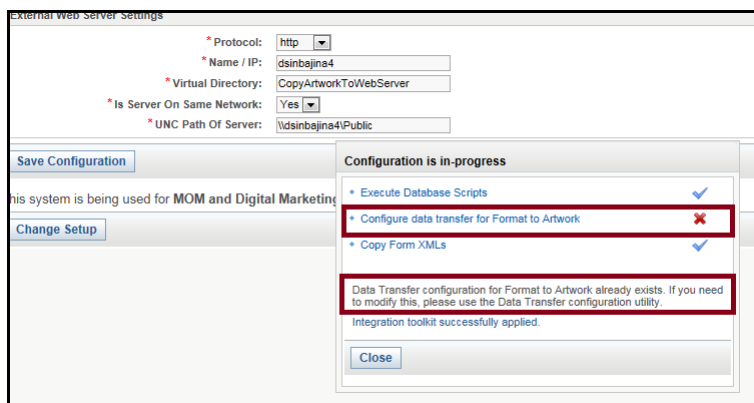 External Web Server Settings
* Protocol: http
* Name / IP: dsinbajina4
* Virtual Directory: CopyArtworkToWebServer
* Is Server On Same Network: Yes
* UNC Path Of Server: \\dsinbajina4\Public
Save Configuration
his system is being used for MOM and Digital Marketing
Change Setup
Configuration is in-progress
Execute Database Scripts
Configure data transfer for Format to Artwork
Copy Form XMLs
Data Transfer configuration for Format to Artwork already exists. If you need
to modify this, please use the Data Transfer configuration utility.
Integration toolkit successfully applied.
Close